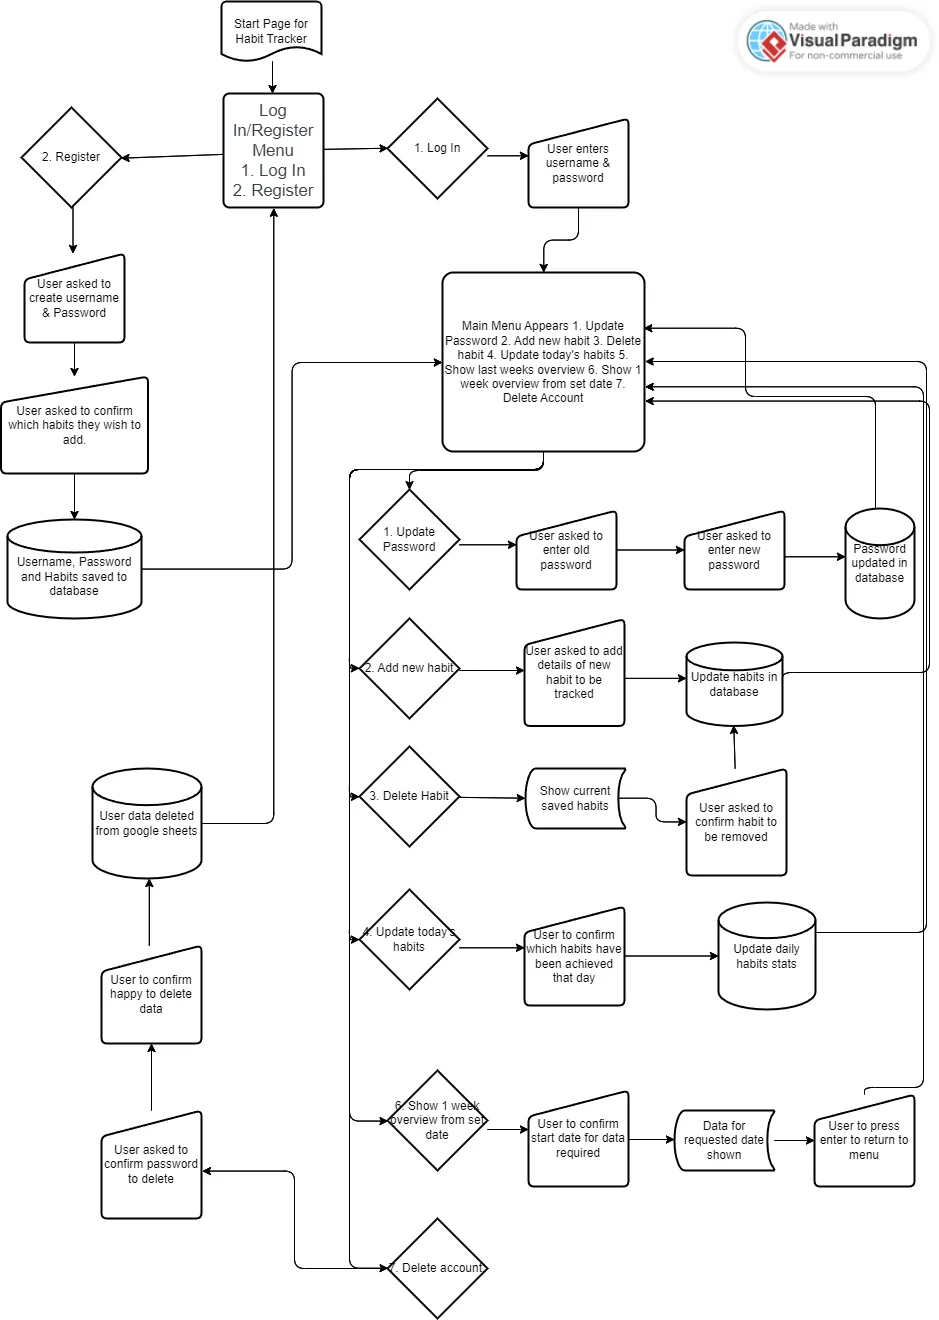 Start Page for
Habit Tracker
Made with
VisualParadigm
For non-commercial use
Log
In/Register
Menu
1. Log In
2. Register
2. Register
1. Log In
User enters
username &
password
User asked to
create username
& Password
Main Menu Appears 1. Update
Password 2. Add new habit 3. Delete
habit 4. Update today's habits 5.
Show last weeks overview 6. Show 1
week overview from set date 7.
Delete Account
User asked to confirm
which habits they wish to
add.
Username, Password
and Habits saved to
database
1. Update
Password
User asked to
enter old
password
User asked to
enter new
password
Password
updated in
database
2. Add new habit
User asked to add
details of new
habit to be
tracked
Update habits in
database
3. Delete Habit
Show current
saved habits
User asked to
confirm habit to
be removed
User data deleted
from google sheets
4. Update today's
habits
User to confirm
which habits have
been achieved
that day
Update daily
habits stats
User to confirm
happy to delete
data
6. Show 1 week
overview from set
date
User to confirm
start date for data
required
Data for
requested date
shown
User to press
enter to return to
menu
User asked to
confirm password
to delete
7. Delete account